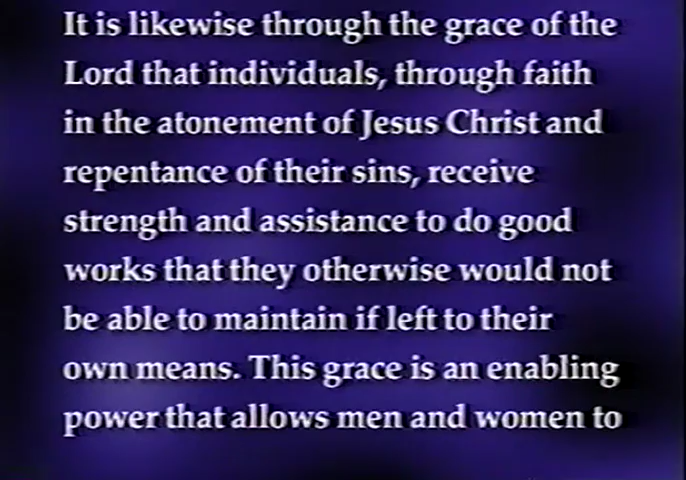 It is likewise through the grace of the
Lord that individuals, through faith
in the atonement of Jesus Christ and
repentance of their sins, receive
strength and assistance to do good
works that they otherwise would not
be able to maintain if left to their
own means. This grace is an enabling
power that allows men and women to